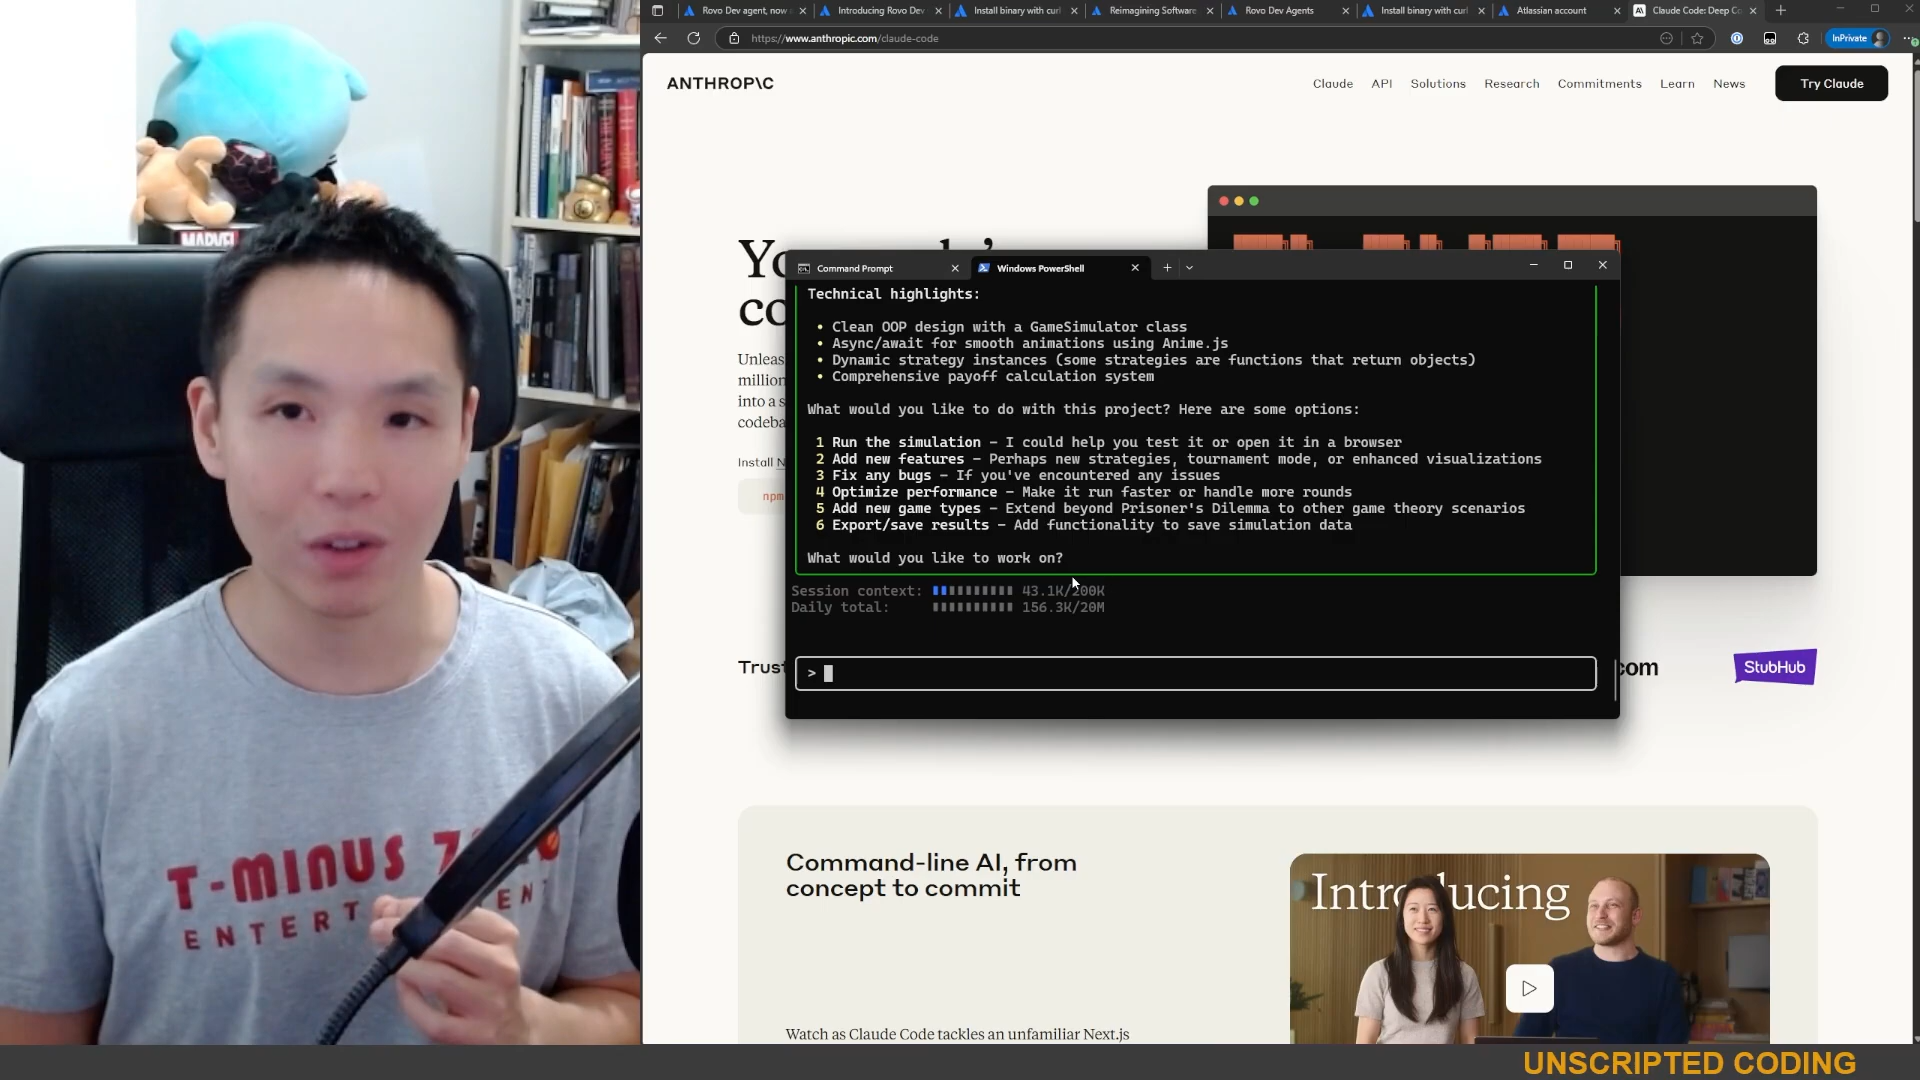 Rovo Dev agent, now a
Introducing Rovo Dev
Install binary with curl
Reimagining Software
Rovo Dev Agents
Install binary with curl
Atlassian account
Claude Code: Deep Co
https://www.anthropic.com/claude-code
InPrivate
ANTHROP\C
Claude
API
Solutions
Research
Commitments
Learn
News
Try Claude
Command Prompt
Windows PowerShell
Technical highlights:
• Clean OOP design with a GameSimulator class
• Async/await for smooth animations using Anime.js
• Dynamic strategy instances (some strategies are functions that return objects)
• Comprehensive payoff calculation system
What would you like to do with this project? Here are some options:
1 Run the simulation – I could help you test it or open it in a browser
2 Add new features – Perhaps new strategies, tournament mode, or enhanced visualizations
3 Fix any bugs – If you've encountered any issues
4 Optimize performance – Make it run faster or handle more rounds
5 Add new game types – Extend beyond Prisoner's Dilemma to other game theory scenarios
6 Export/save results – Add functionality to save simulation data
What would you like to work on?
Session context: 43.1K/200K
Daily total: 156.3K/20M
>
Unleas
million
into a s
codeba
Install N
npm
Trust
com
StubHub
Command-line AI, from
concept to commit
Watch as Claude Code tackles an unfamiliar Next.js
MARVEL
T-MINUS
UNSCRIPTED CODING